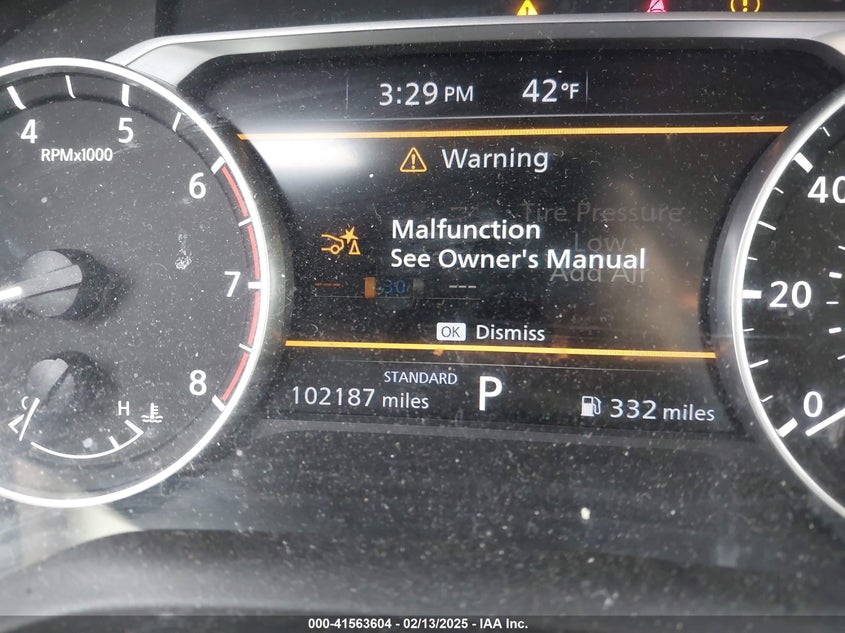 3:29 PM 42°F
4
5
RPMx1000
6
7
8
C
H
Warning
Malfunction
See Owner's Manual
Tire Pressure
Low
Add Air
--- 30 ---
OK Dismiss
STANDARD
102187 miles
P
332 miles
40
20
0
000-41563604 - 02/13/2025 - IAA Inc.